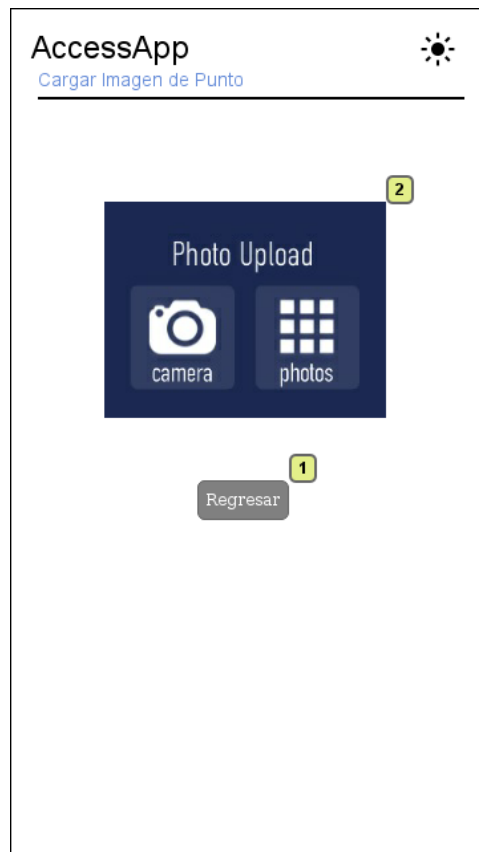 AccessApp
Cargar Imagen de Punto
2
Photo Upload
camera photos
1
Regresar